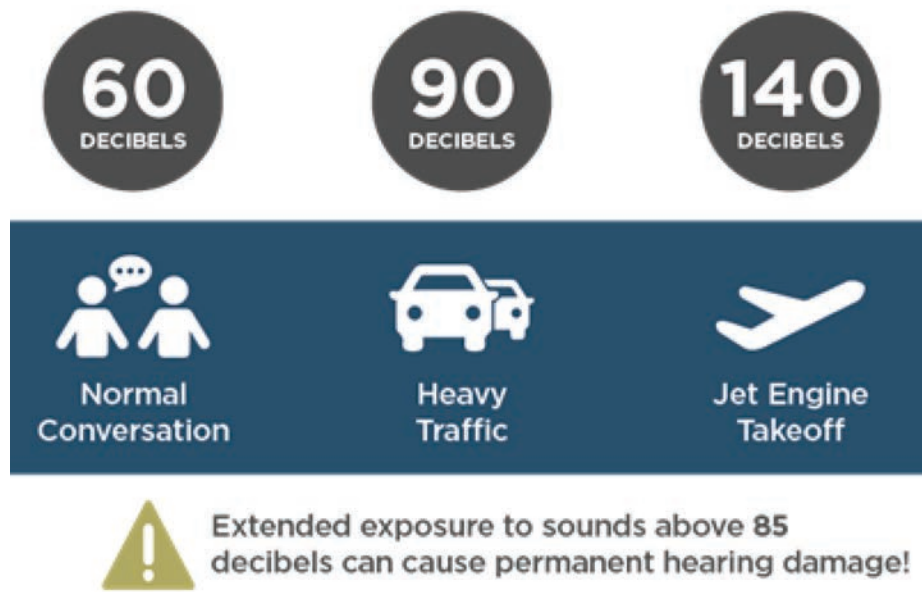 60
DECIBELS
90
DECIBELS
140
DECIBELS
Normal
Conversation
Heavy
Traffic
Jet Engine
Takeoff
Extended exposure to sounds above 85
decibels can cause permanent hearing damage!